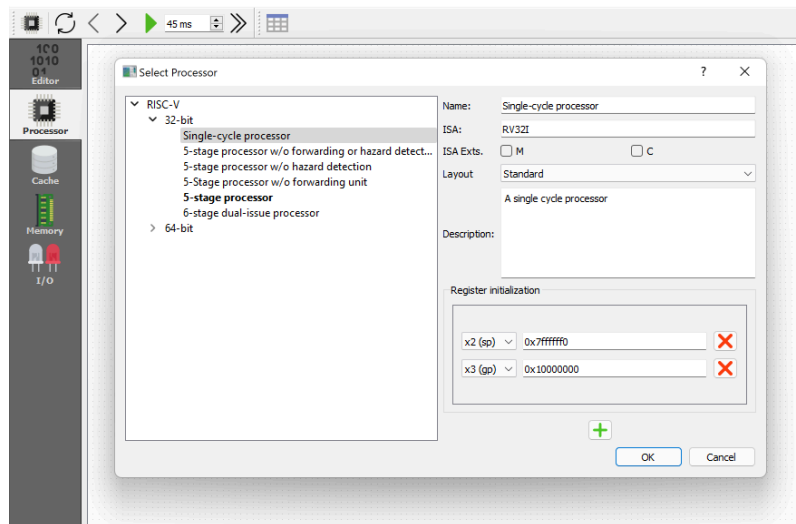 45 ms
100
1010
01
Editor
Processor
Cache
Memory
I/O
Select Processor
?
RISC-V
32-bit
Single-cycle processor
5-stage processor w/o forwarding or hazard detect...
5-stage processor w/o hazard detection
5-Stage processor w/o forwarding unit
5-stage processor
6-stage dual-issue processor
64-bit
Name: Single-cycle processor
ISA: RV32I
ISA Exts. M C
Layout Standard
Description: A single cycle processor
Register initialization
x2 (sp) 0x7ffffff0
x3 (gp) 0x10000000
OK Cancel